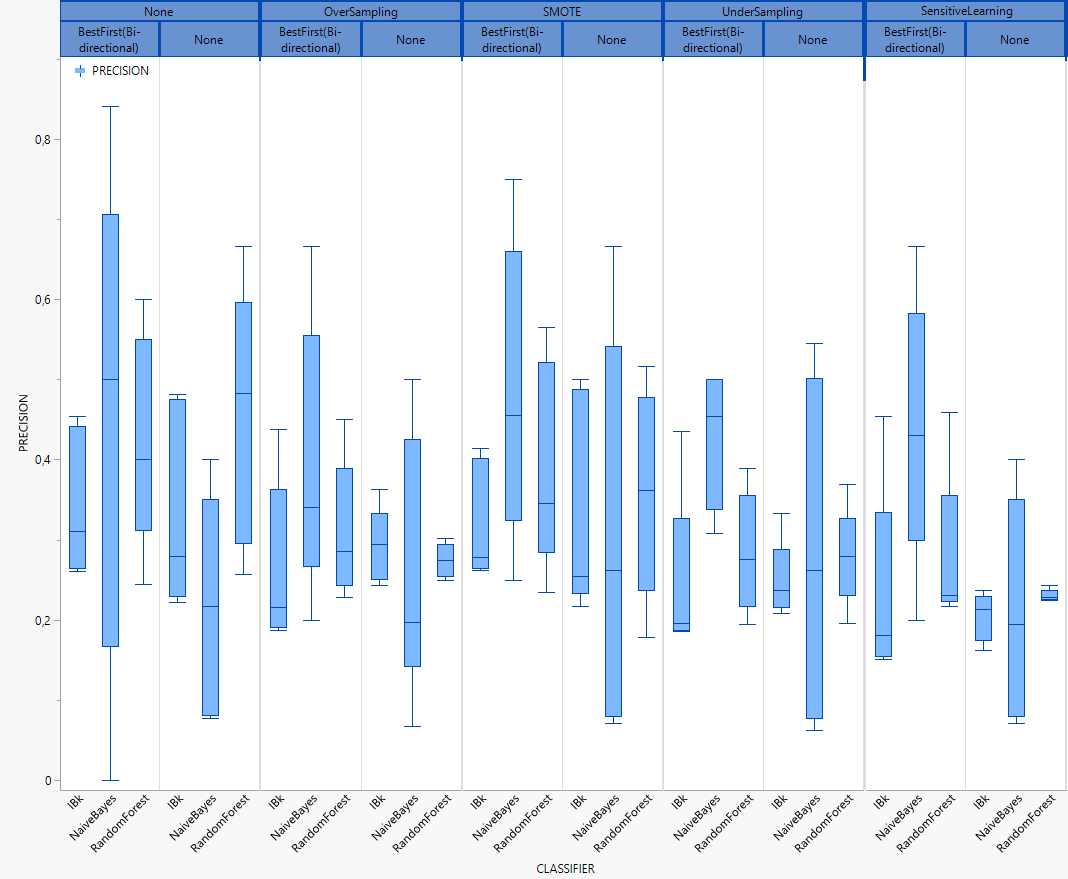 None OverSampling SMOTE UnderSampling SensitiveLearning
BestFirst(Bi-directional) None BestFirst(Bi-directional) None BestFirst(Bi-directional) None BestFirst(Bi-directional) None BestFirst(Bi-directional) None
PRECISION
0,8
0,6
0,4
0,2
0
PRECISION
IBk NaiveBayes RandomForest IBk NaiveBayes RandomForest IBk NaiveBayes RandomForest IBk NaiveBayes RandomForest IBk NaiveBayes RandomForest IBk NaiveBayes RandomForest IBk NaiveBayes RandomForest IBk NaiveBayes RandomForest IBk NaiveBayes RandomForest IBk NaiveBayes RandomForest
CLASSIFIER